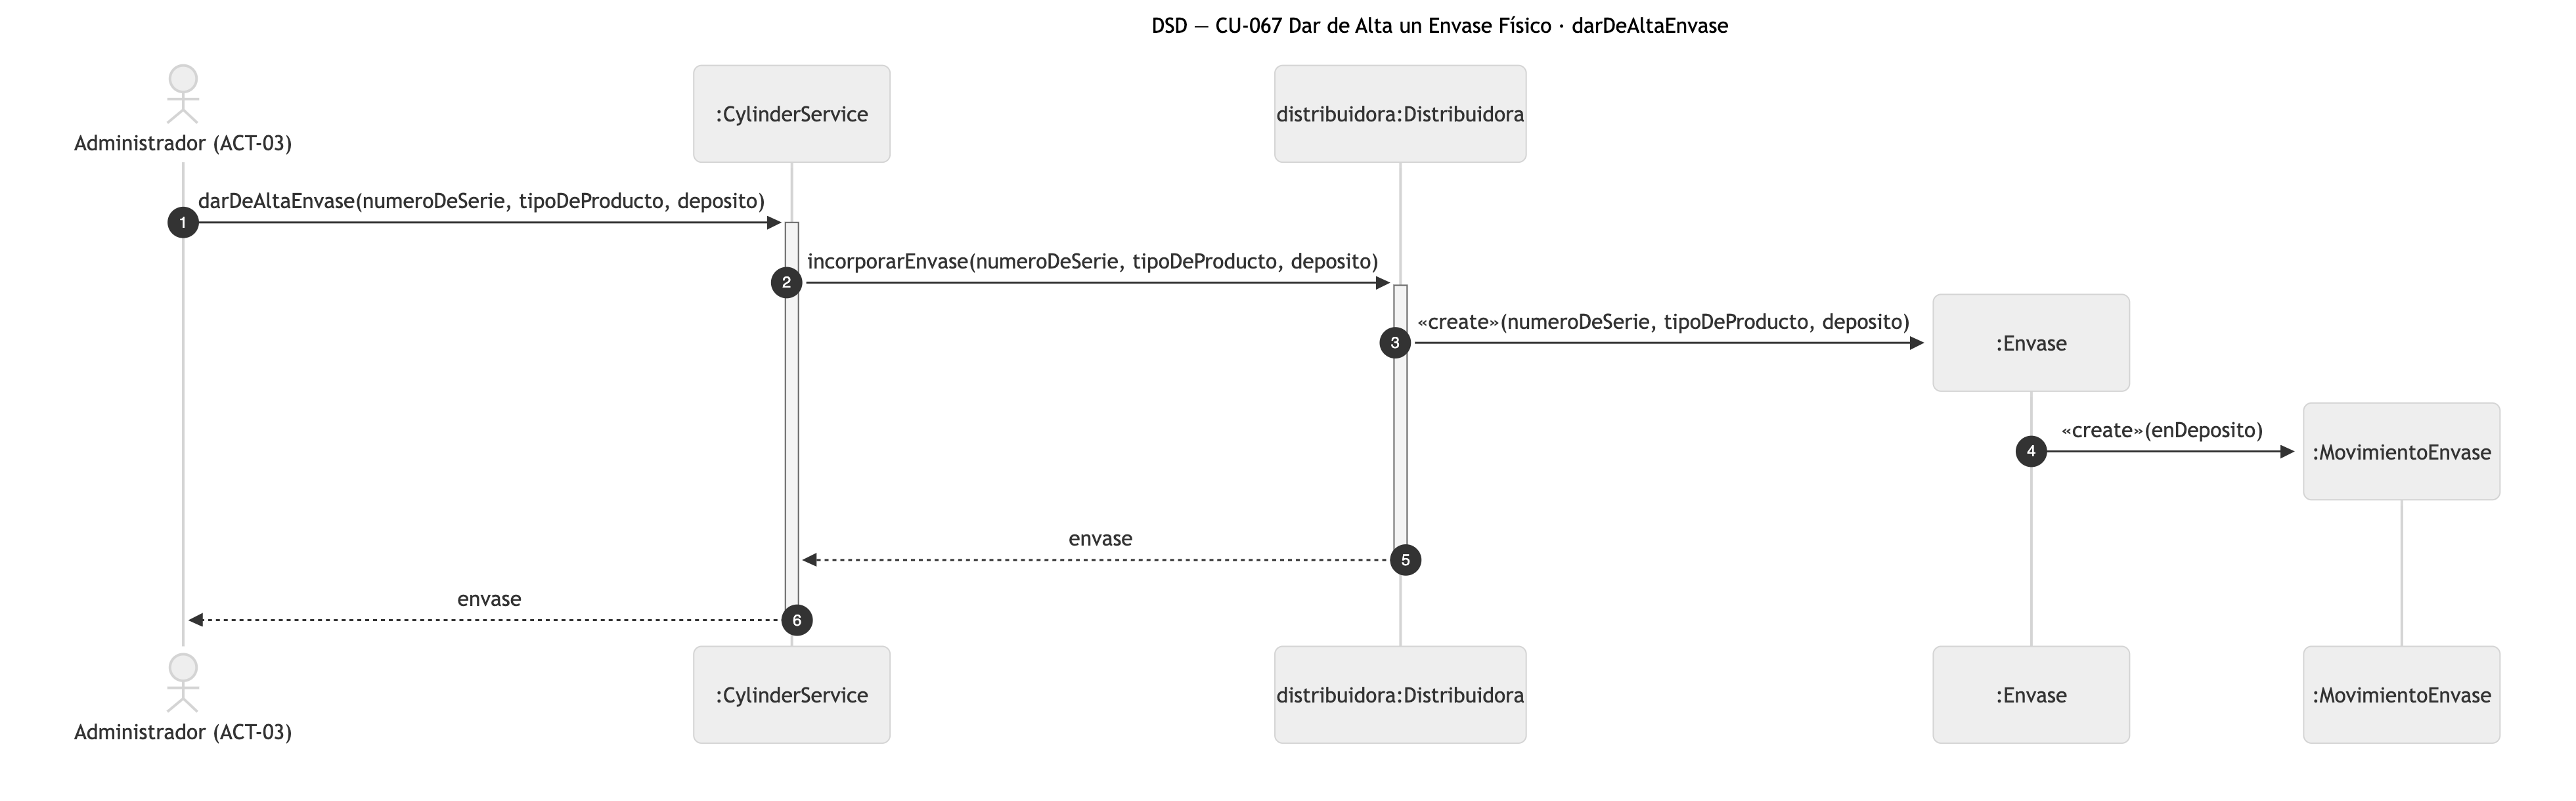 DSD — CU-067 Dar de Alta un Envase Físico · darDeAltaEnvase
Administrador (ACT-03)
:CylinderService
distribuidora:Distribuidora
darDeAltaEnvase(numeroDeSerie, tipoDeProducto, deposito)
1
incorporarEnvase(numeroDeSerie, tipoDeProducto, deposito)
2
«create»(numeroDeSerie, tipoDeProducto, deposito)
3
:Envase
«create»(enDeposito)
4
:MovimientoEnvase
envase
5
envase
6
Administrador (ACT-03)
:CylinderService
distribuidora:Distribuidora
:Envase
:MovimientoEnvase